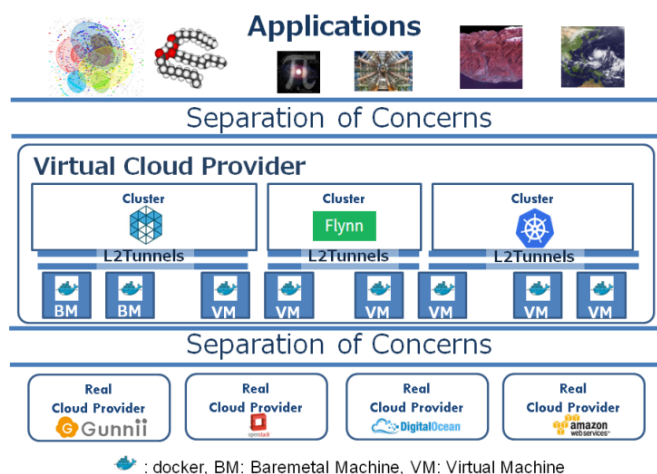 Applications
π
Separation of Concerns
Virtual Cloud Provider
Cluster
Cluster
Flynn
Cluster
L2Tunnels
L2Tunnels
L2Tunnels
BM
BM
VM
VM
VM
VM
VM
VM
Separation of Concerns
Real
Cloud Provider
Gunnii
Real
Cloud Provider
openstack
Real
Cloud Provider
DigitalOcean
Real
Cloud Provider
amazon
web services™
: docker, BM: Baremetal Machine, VM: Virtual Machine